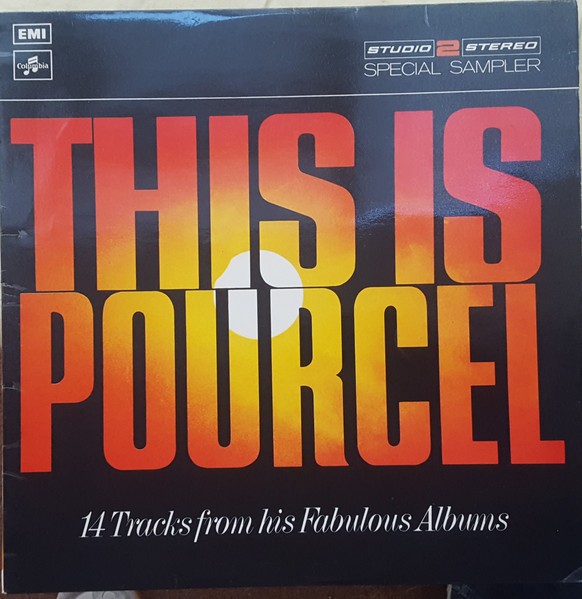 EMI
Columbia
STUDIO 2 STEREO
SPECIAL SAMPLER
THIS IS
POURCEL
14 Tracks from his Fabulous Albums